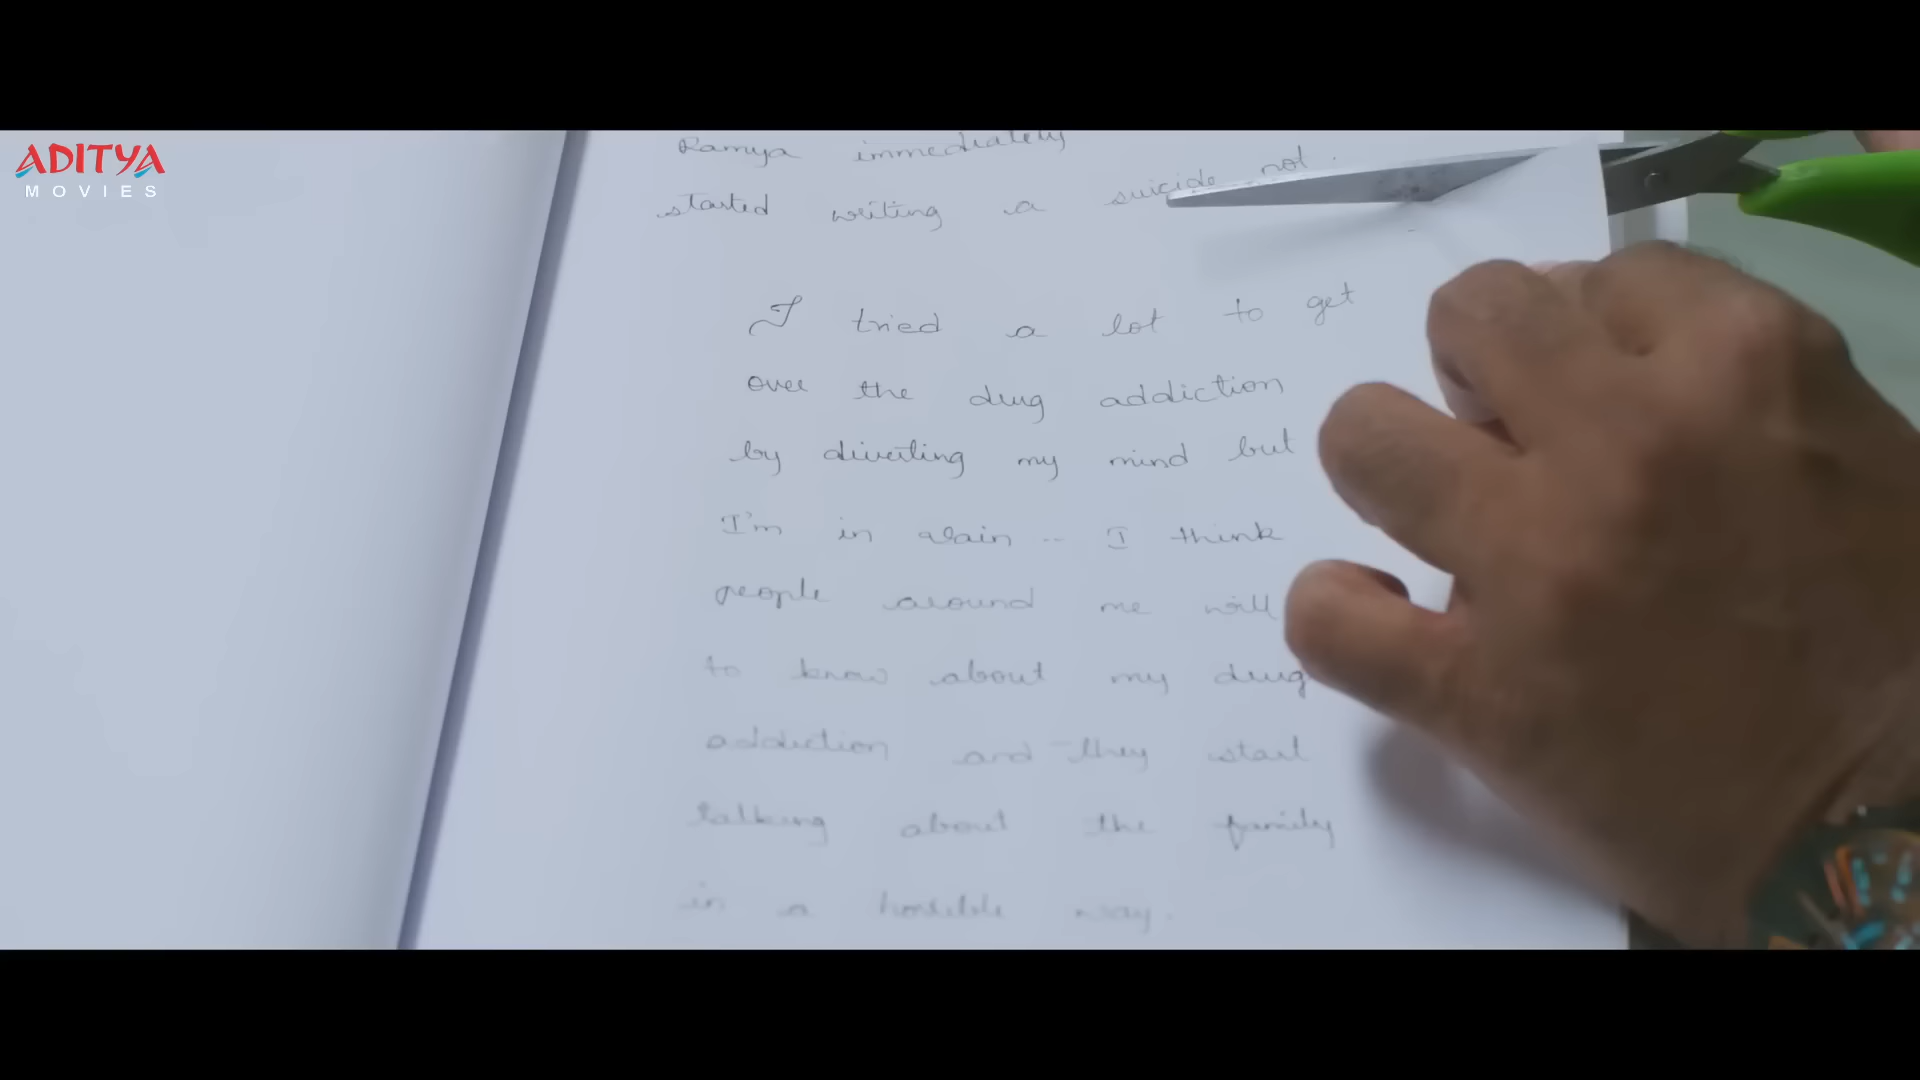 ADITYA
MOVIES
Ramya immediately
started writing a suicide not.
I tried a lot to get
over the drug addiction
by diverting my mind but
I'm in vain .. I think
people around me will
to know about my drug
addiction and they start
talking about the family
in a horrible way.